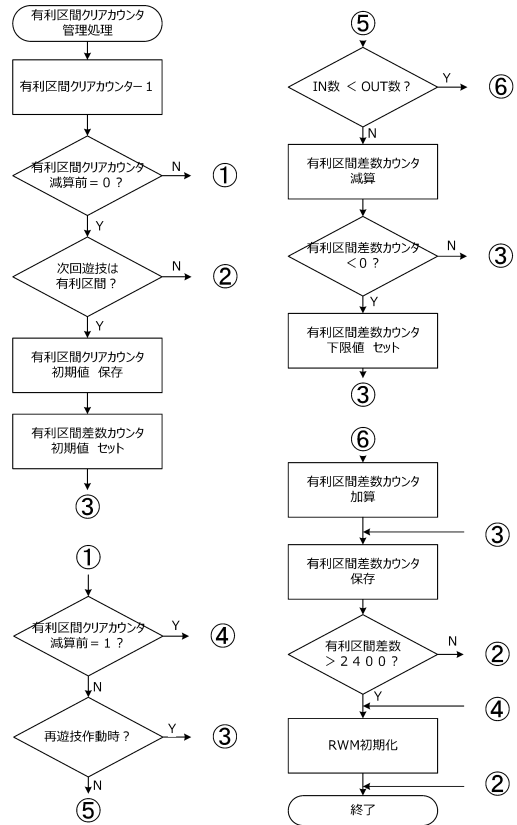 有利区間クリアカウンタ
管理処理
有利区間クリアカウンター１
有利区間クリアカウンタ
減算前＝０？
N
①
Y
次回遊技は
有利区間？
N
②
Y
有利区間クリアカウンタ
初期値 保存
有利区間差数カウンタ
初期値 セット
③
①
有利区間クリアカウンタ
減算前＝１？
Y
④
N
再遊技作動時？
Y
③
N
⑤
⑤
IN数 ＜ OUT数？
Y
⑥
N
有利区間差数カウンタ
減算
有利区間差数カウンタ
＜０？
N
③
Y
有利区間差数カウンタ
下限値 セット
③
⑥
有利区間差数カウンタ
加算
③
有利区間差数カウンタ
保存
有利区間差数
＞２４００？
N
②
Y
④
RWM初期化
②
終了